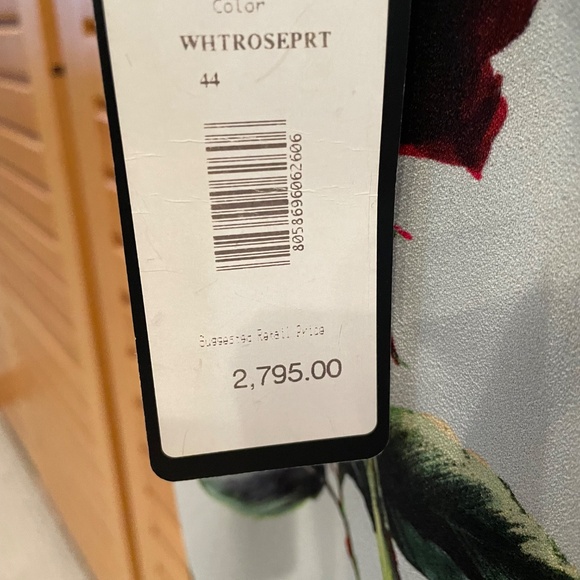 Color
WHTROSEPRT
44
8058696062606
Suggested Retail Price
2,795.00